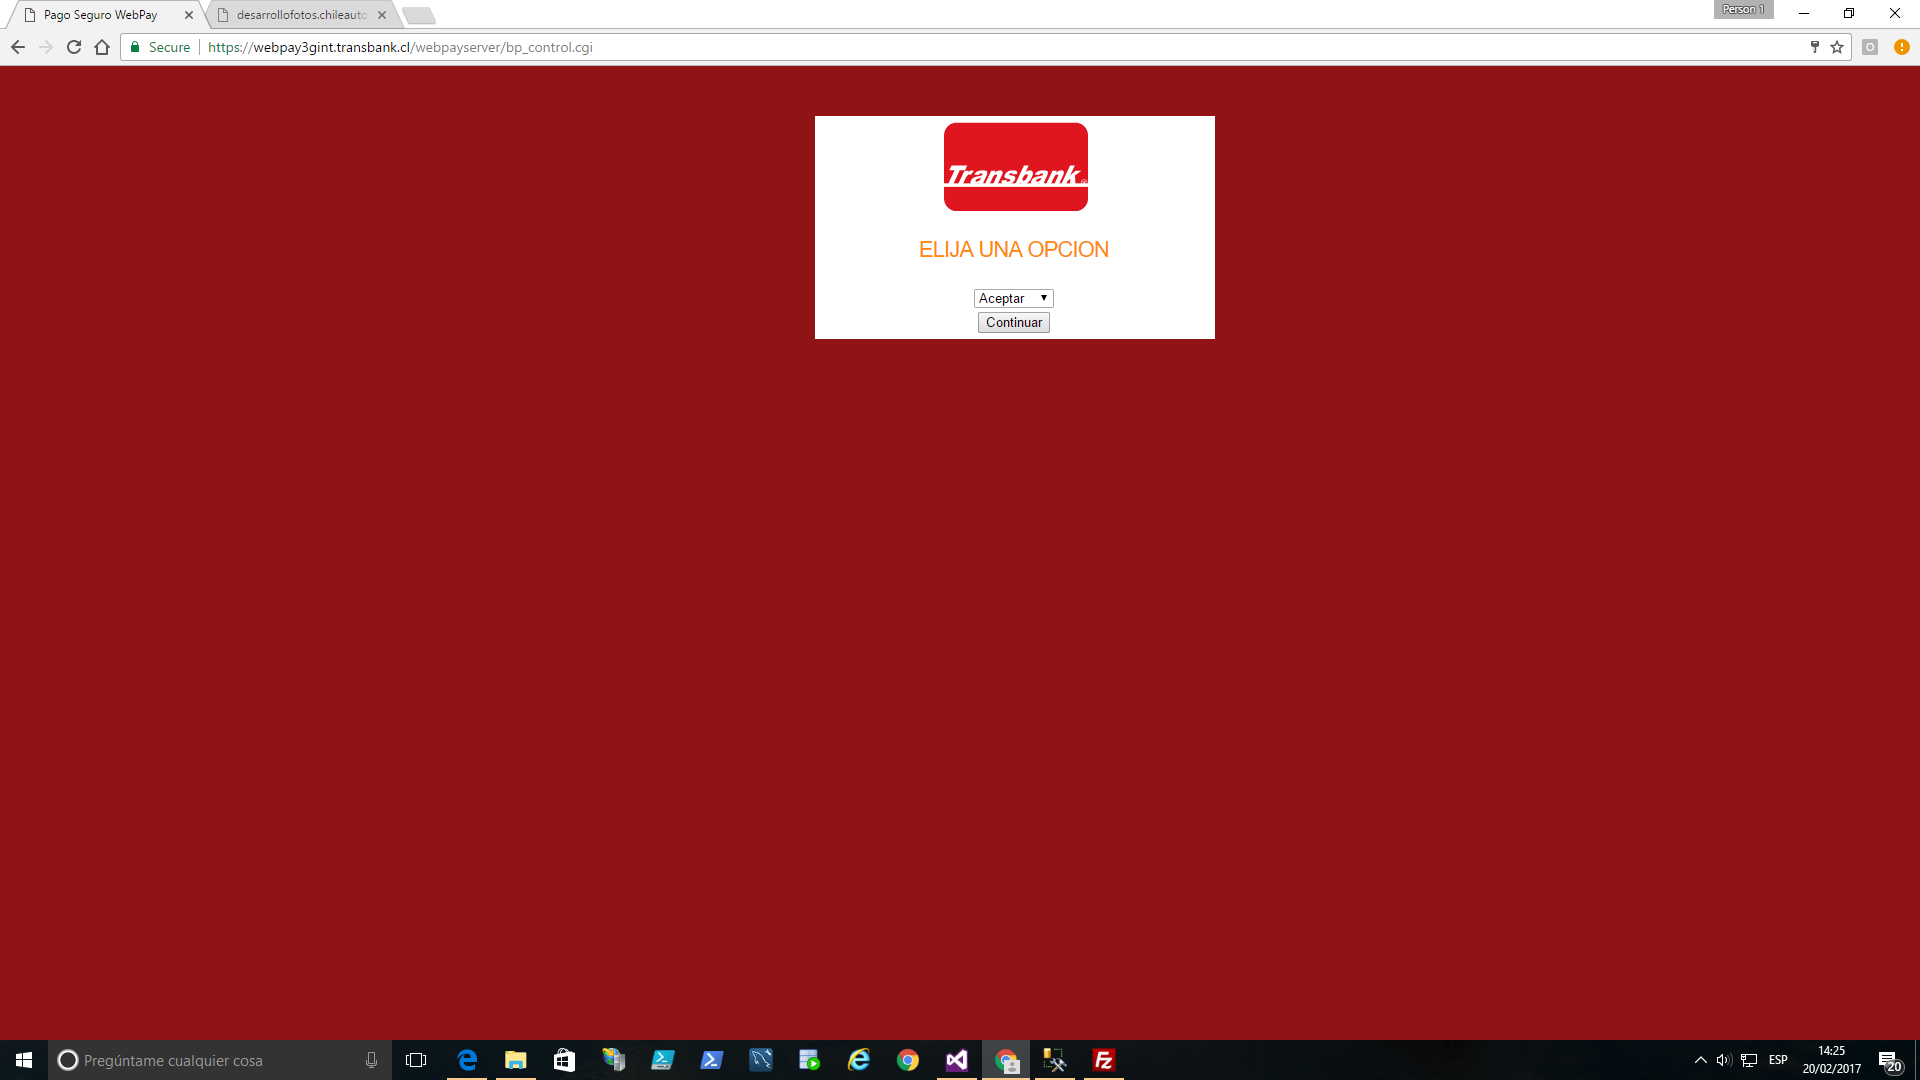 Pago Seguro WebPay
desarrollofotos.chileauto
Person 1
Secure
https://webpay3gint.transbank.cl/webpayserver/bp_control.cgi
O
Transbank®
ELIJA UNA OPCION
Aceptar
Continuar
Pregúntame cualquier cosa
Fz
ESP
14:25
20/02/2017
20